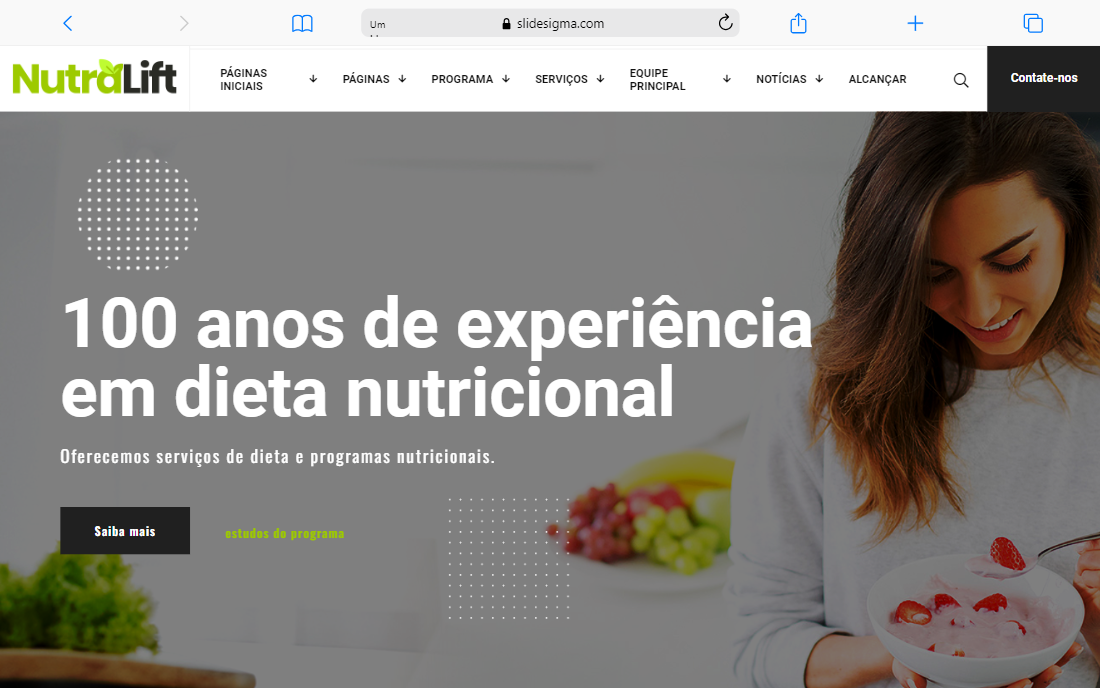 Um
slidesigma.com
NutraLift
PÁGINAS
INICIAIS
PÁGINAS
PROGRAMA
SERVIÇOS
EQUIPE
PRINCIPAL
NOTÍCIAS
ALCANÇAR
Contate-nos
100 anos de experiência
em dieta nutricional
Oferecemos serviços de dieta e programas nutricionais.
Saiba mais
estudos do programa